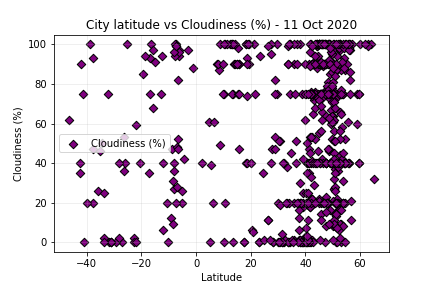 City latitude vs Cloudiness (%) - 11 Oct 2020
100
80
60
40
20
0
Cloudiness (%)
Cloudiness (%)
−40 −20 0 20 40 60
Latitude